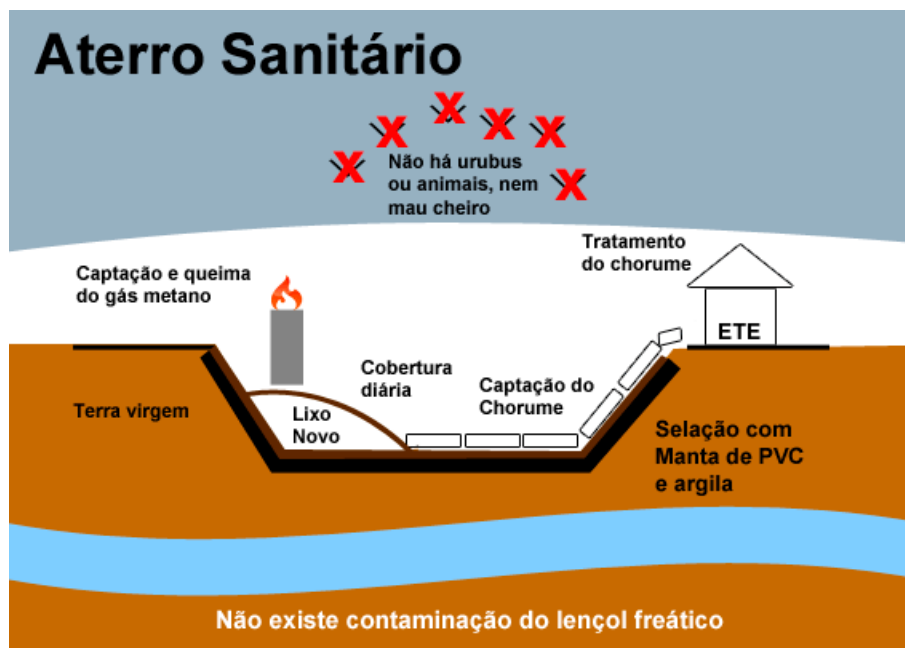 Aterro Sanitário
Não há urubus
ou animais, nem
mau cheiro
Tratamento
do chorume
Captação e queima
do gás metano
ETE
Cobertura
diária
Captação do
Chorume
Terra virgem
Lixo
Novo
Selação com
Manta de PVC
e argila
Não existe contaminação do lençol freático